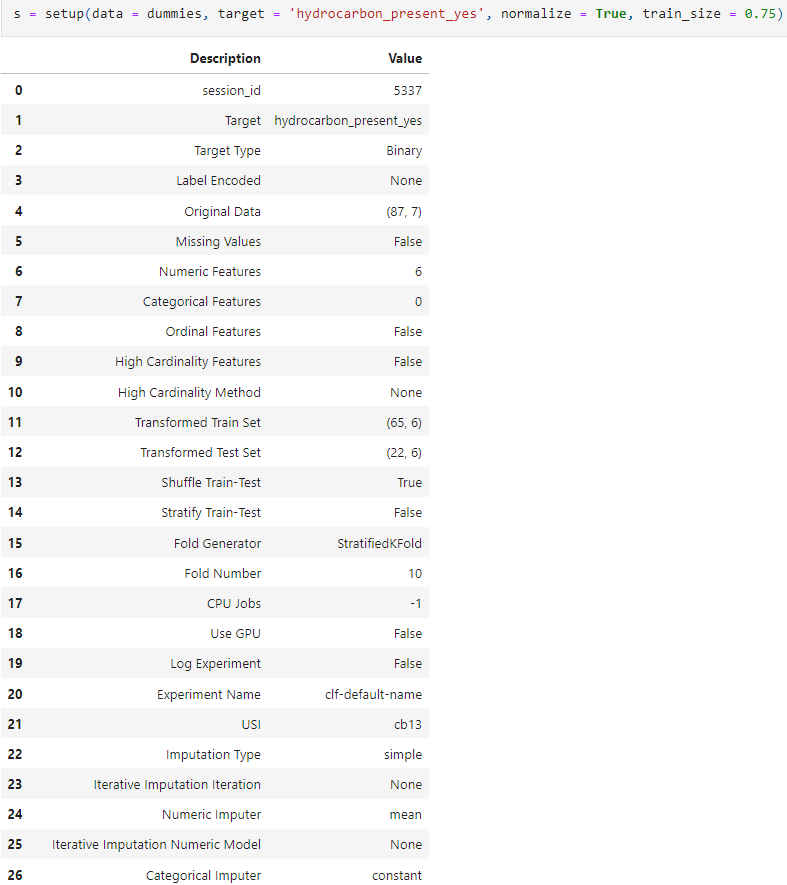 s = setup(data = dummies, target = 'hydrocarbon_present_yes', normalize = True, train_size = 0.75)
Description Value
0 session_id 5337
1 Target hydrocarbon_present_yes
2 Target Type Binary
3 Label Encoded None
4 Original Data (87, 7)
5 Missing Values False
6 Numeric Features 6
7 Categorical Features 0
8 Ordinal Features False
9 High Cardinality Features False
10 High Cardinality Method None
11 Transformed Train Set (65, 6)
12 Transformed Test Set (22, 6)
13 Shuffle Train-Test True
14 Stratify Train-Test False
15 Fold Generator StratifiedKFold
16 Fold Number 10
17 CPU Jobs -1
18 Use GPU False
19 Log Experiment False
20 Experiment Name clf-default-name
21 USI cb13
22 Imputation Type simple
23 Iterative Imputation Iteration None
24 Numeric Imputer mean
25 Iterative Imputation Numeric Model None
26 Categorical Imputer constant